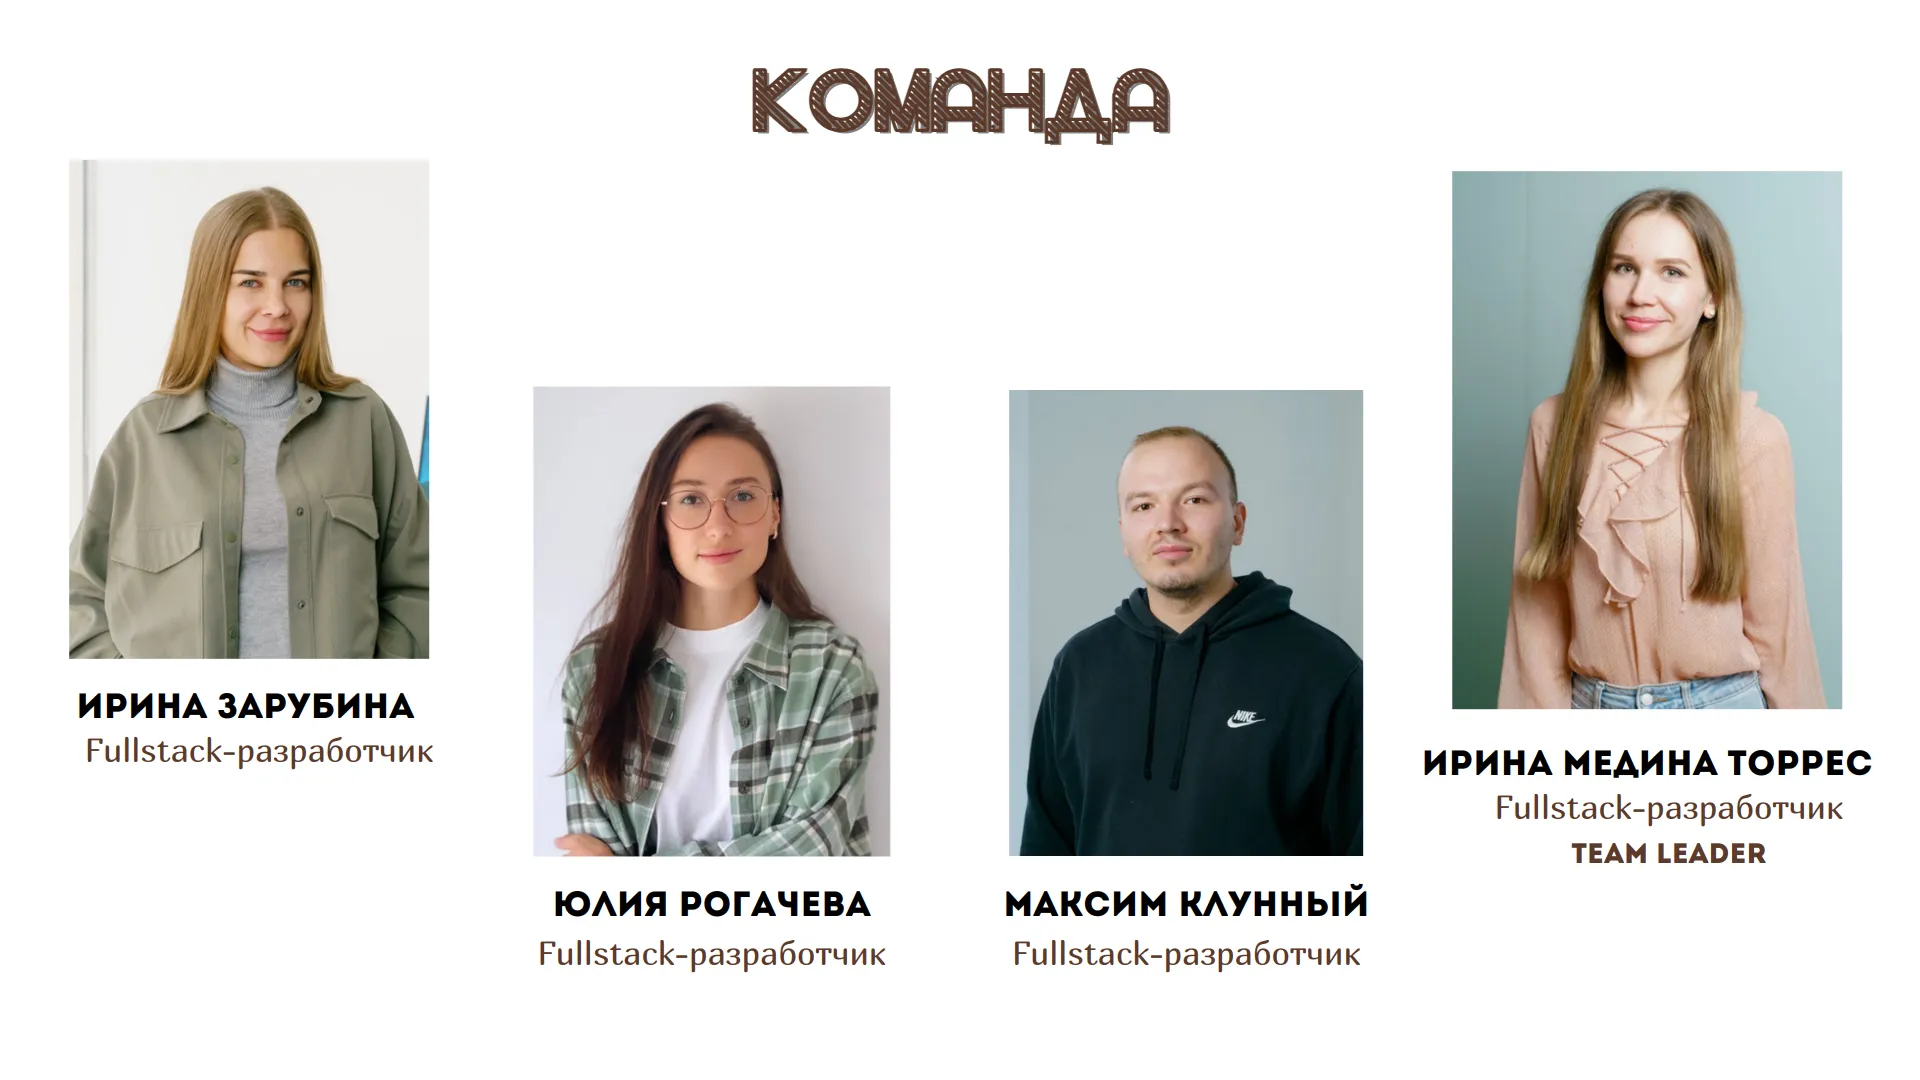 КОМАНДА
ИРИНА ЗАРУБИНА
Fullstack-разработчик
ЮЛИЯ РОГАЧЕВА
Fullstack-разработчик
NIKE
МАКСИМ КЛУННЫЙ
Fullstack-разработчик
ИРИНА МЕДИНА ТОРРЕС
Fullstack-разработчик
TEAM LEADER